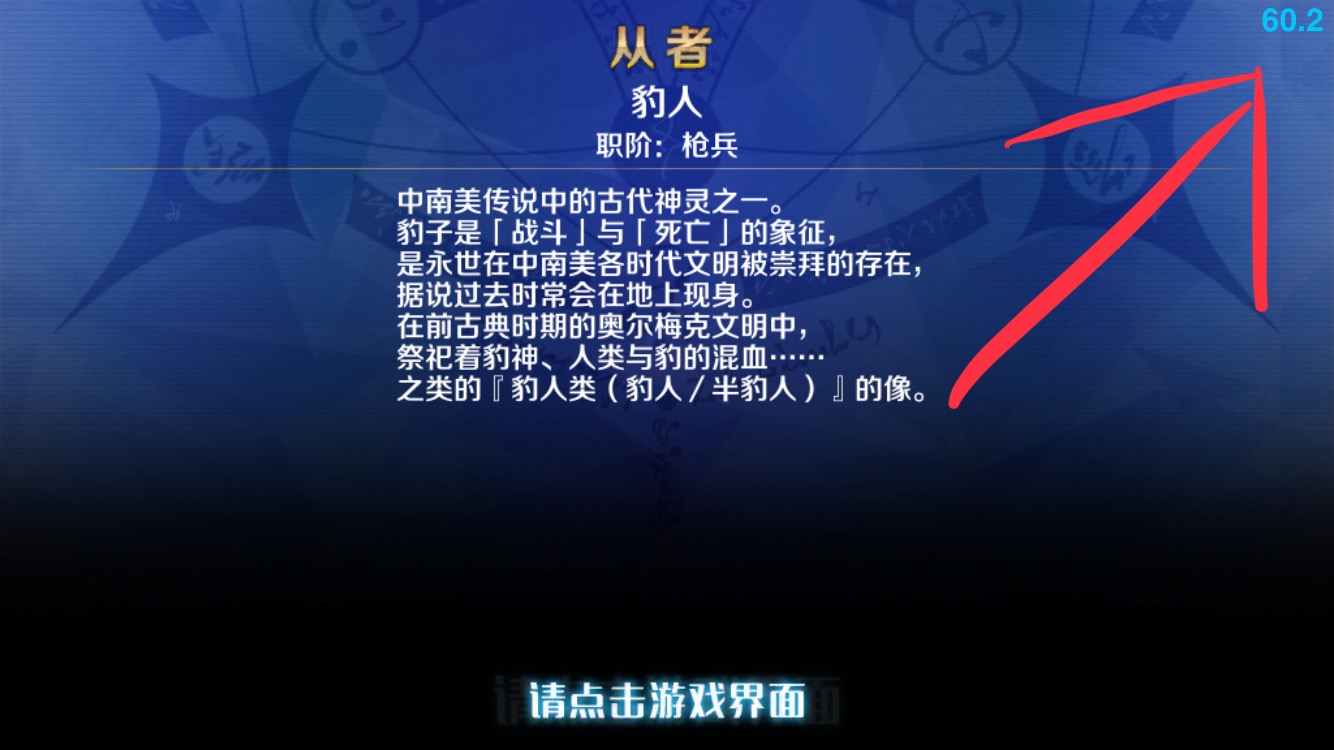 60.2
从者
豹人
职阶：枪兵
中南美传说中的古代神灵之一。
豹子是「战斗」与「死亡」的象征，
是永世在中南美各时代文明被崇拜的存在，
据说过去时常会在地上现身。
在前古典时期的奥尔梅克文明中，
祭祀着豹神、人类与豹的混血……
之类的『豹人类（豹人／半豹人）』的像。
请点击游戏界面